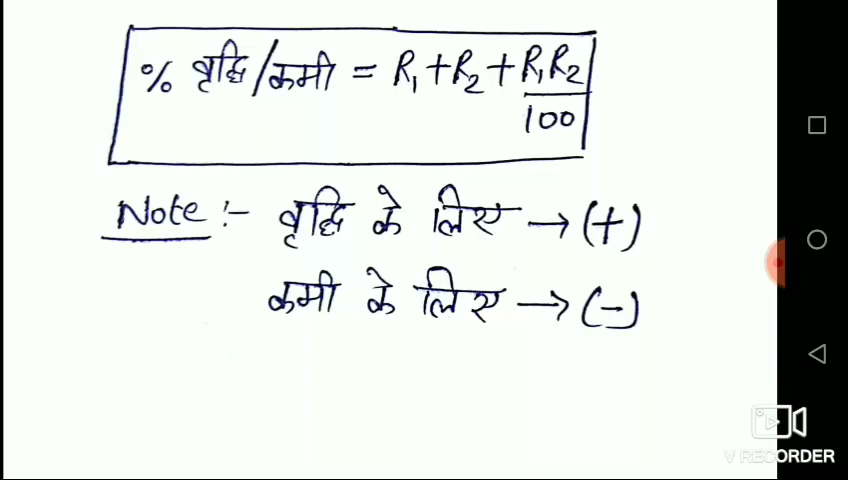 % वृद्धि/कमी = R₁+R₂+R₁R₂/100
Note :- वृद्धि के लिए → (+)
कमी के लिए → (-)
V RECORDER